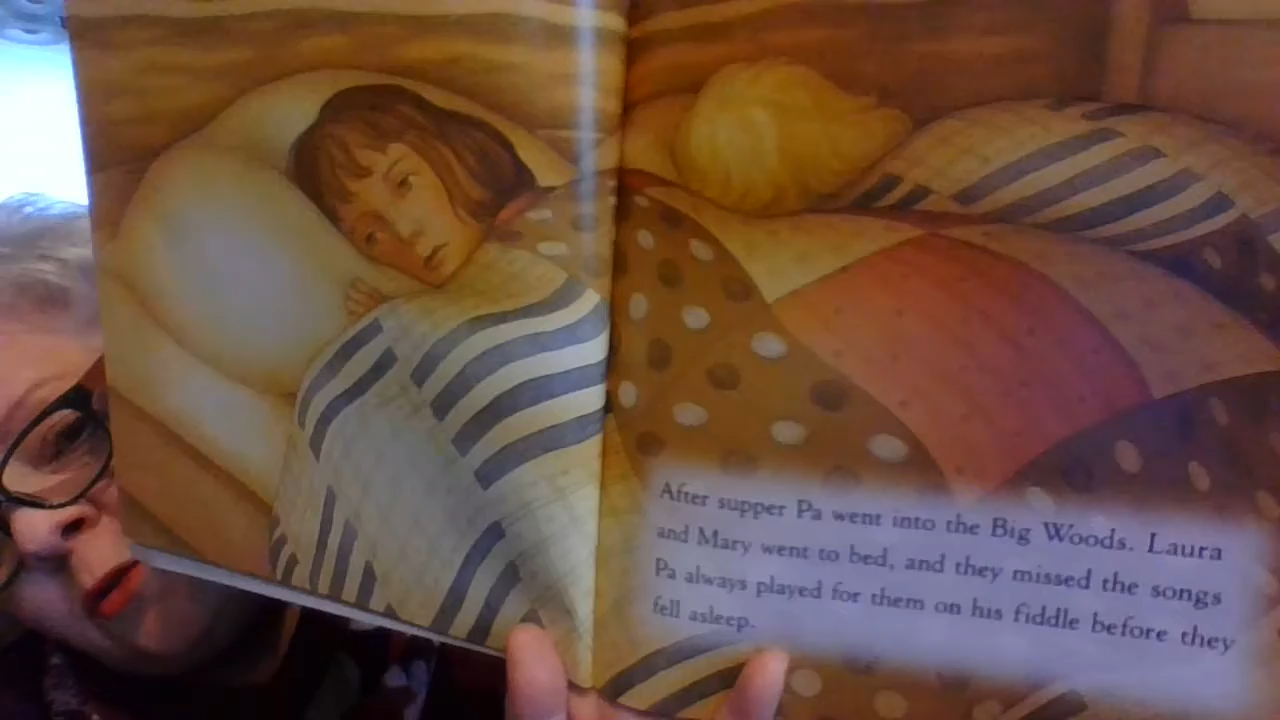 After supper Pa went into the Big Woods. Laura
and Mary went to bed, and they missed the songs
Pa always played for them on his fiddle before they
fell asleep.